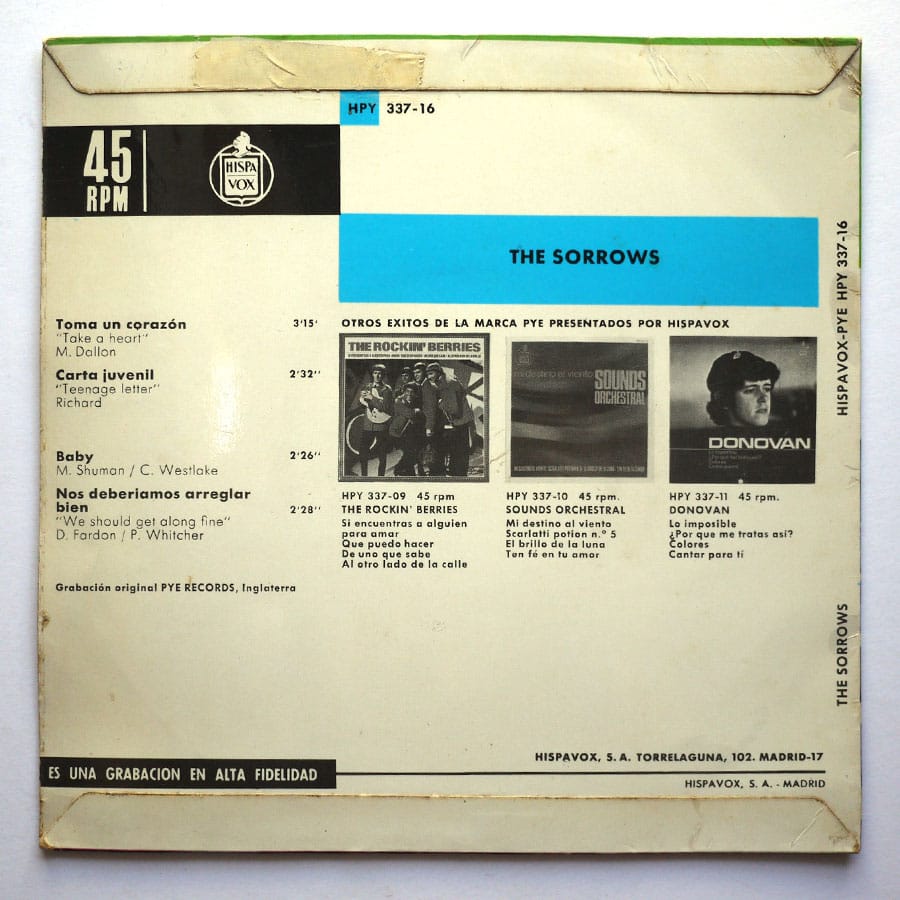 HPY 337-16
45
RPM
HISPA
VOX
THE SORROWS
Toma un corazón 3'15'
"Take a heart"
M. Dallon
Carta juvenil 2'32''
"Teenage letter"
Richard
Baby 2'26''
M. Shuman / C. Westlake
Nos deberiamos arreglar
bien 2'28''
"We should get along fine"
D. Fardon / P. Whitcher
Grabación original PYE RECORDS, Inglaterra
OTROS EXITOS DE LA MARCA PYE PRESENTADOS POR HISPAVOX
THE ROCKIN' BERRIES
mi destino al viento
SOUNDS
ORCHESTRAL
DONOVAN
HPY 337-09 45 rpm
THE ROCKIN' BERRIES
Si encuentras a alguien
para amar
Que puedo hacer
De uno que sabe
Al otro lado de la calle
HPY 337-10 45 rpm.
SOUNDS ORCHESTRAL
Mi destino al viento
Scarlatti potion n.º 5
El brillo de la luna
Ten fé en tu amor
HPY 337-11 45 rpm.
DONOVAN
Lo imposible
¿Por que me tratas así?
Colores
Cantar para tí
HISPAVOX-PYE HPY 337-16
THE SORROWS
ES UNA GRABACION EN ALTA FIDELIDAD
HISPAVOX, S. A. TORRELAGUNA, 102. MADRID-17
HISPAVOX, S. A. - MADRID